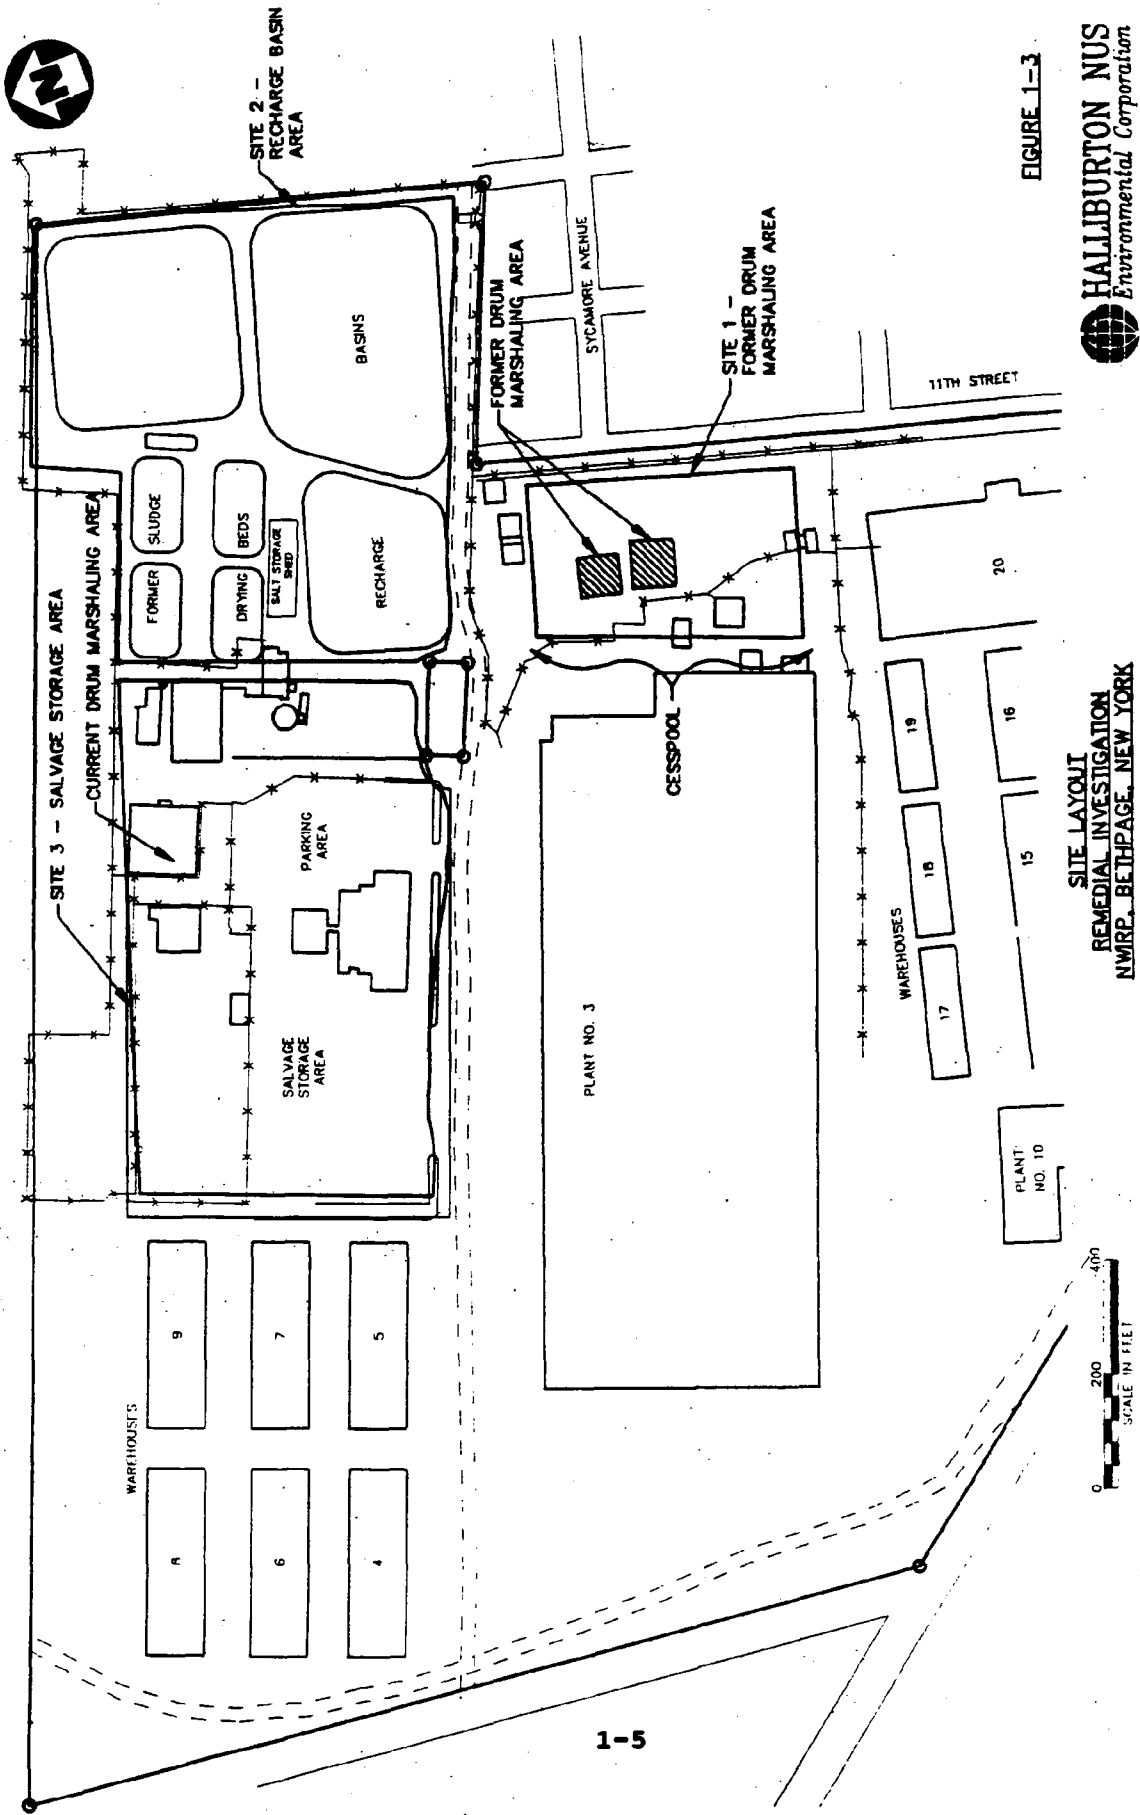 N
SITE 3 - SALVAGE STORAGE AREA
CURRENT DRUM MARSHALING AREA
SITE 2 -
RECHARGE BASIN
AREA
WAREHOUSES
8
9
6
7
4
5
SALVAGE
STORAGE
AREA
PARKING
AREA
FORMER
SLUDGE
DRYING
BEDS
SALT STORAGE
SHED
RECHARGE
BASINS
FORMER DRUM
MARSHALING AREA
SYCAMORE AVENUE
SITE 1 -
FORMER DRUM
MARSHALING AREA
11TH STREET
PLANT NO. 3
CESSPOOL
WAREHOUSES
17
18
19
20
15
16
PLANT
NO. 10
0
200
400
SCALE IN FEET
SITE LAYOUT
REMEDIAL INVESTIGATION
NWIRP, BETHPAGE, NEW YORK
FIGURE 1-3
HALLIBURTON NUS
Environmental Corporation
1-5